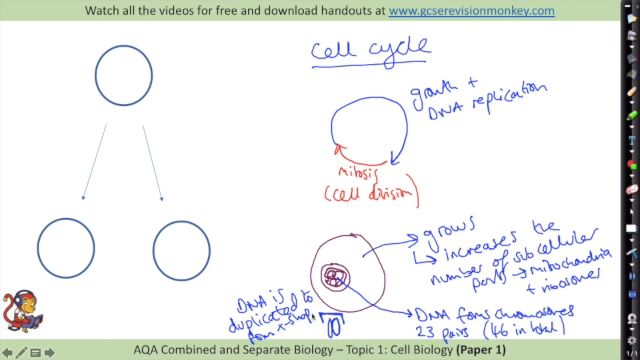 Watch all the videos for free and download handouts at www.gcserevisionmonkey.com
Cell cycle
growth +
DNA replication
mitosis
(cell division)
grows
increases the
number of subcellular
parts → mitochondria
+ ribosomes
DNA is
duplicated to
form x-shap
DNA forms chromosomes
23 pairs (46 in total)
AQA Combined and Separate Biology – Topic 1: Cell Biology (Paper 1)